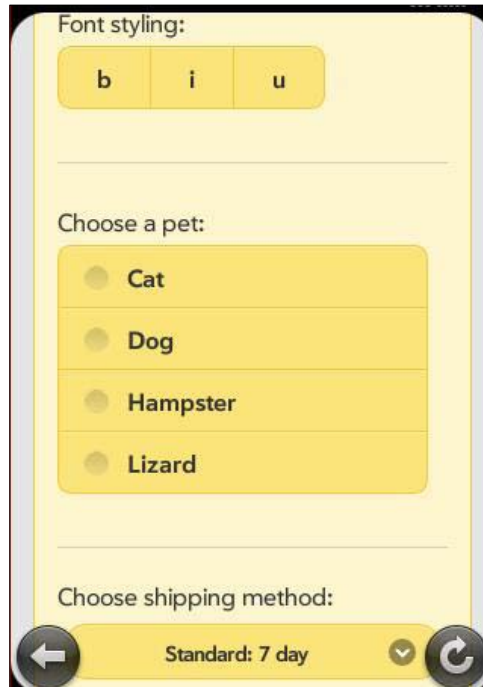 Font styling:
b i u
Choose a pet:
Cat
Dog
Hampster
Lizard
Choose shipping method:
Standard: 7 day